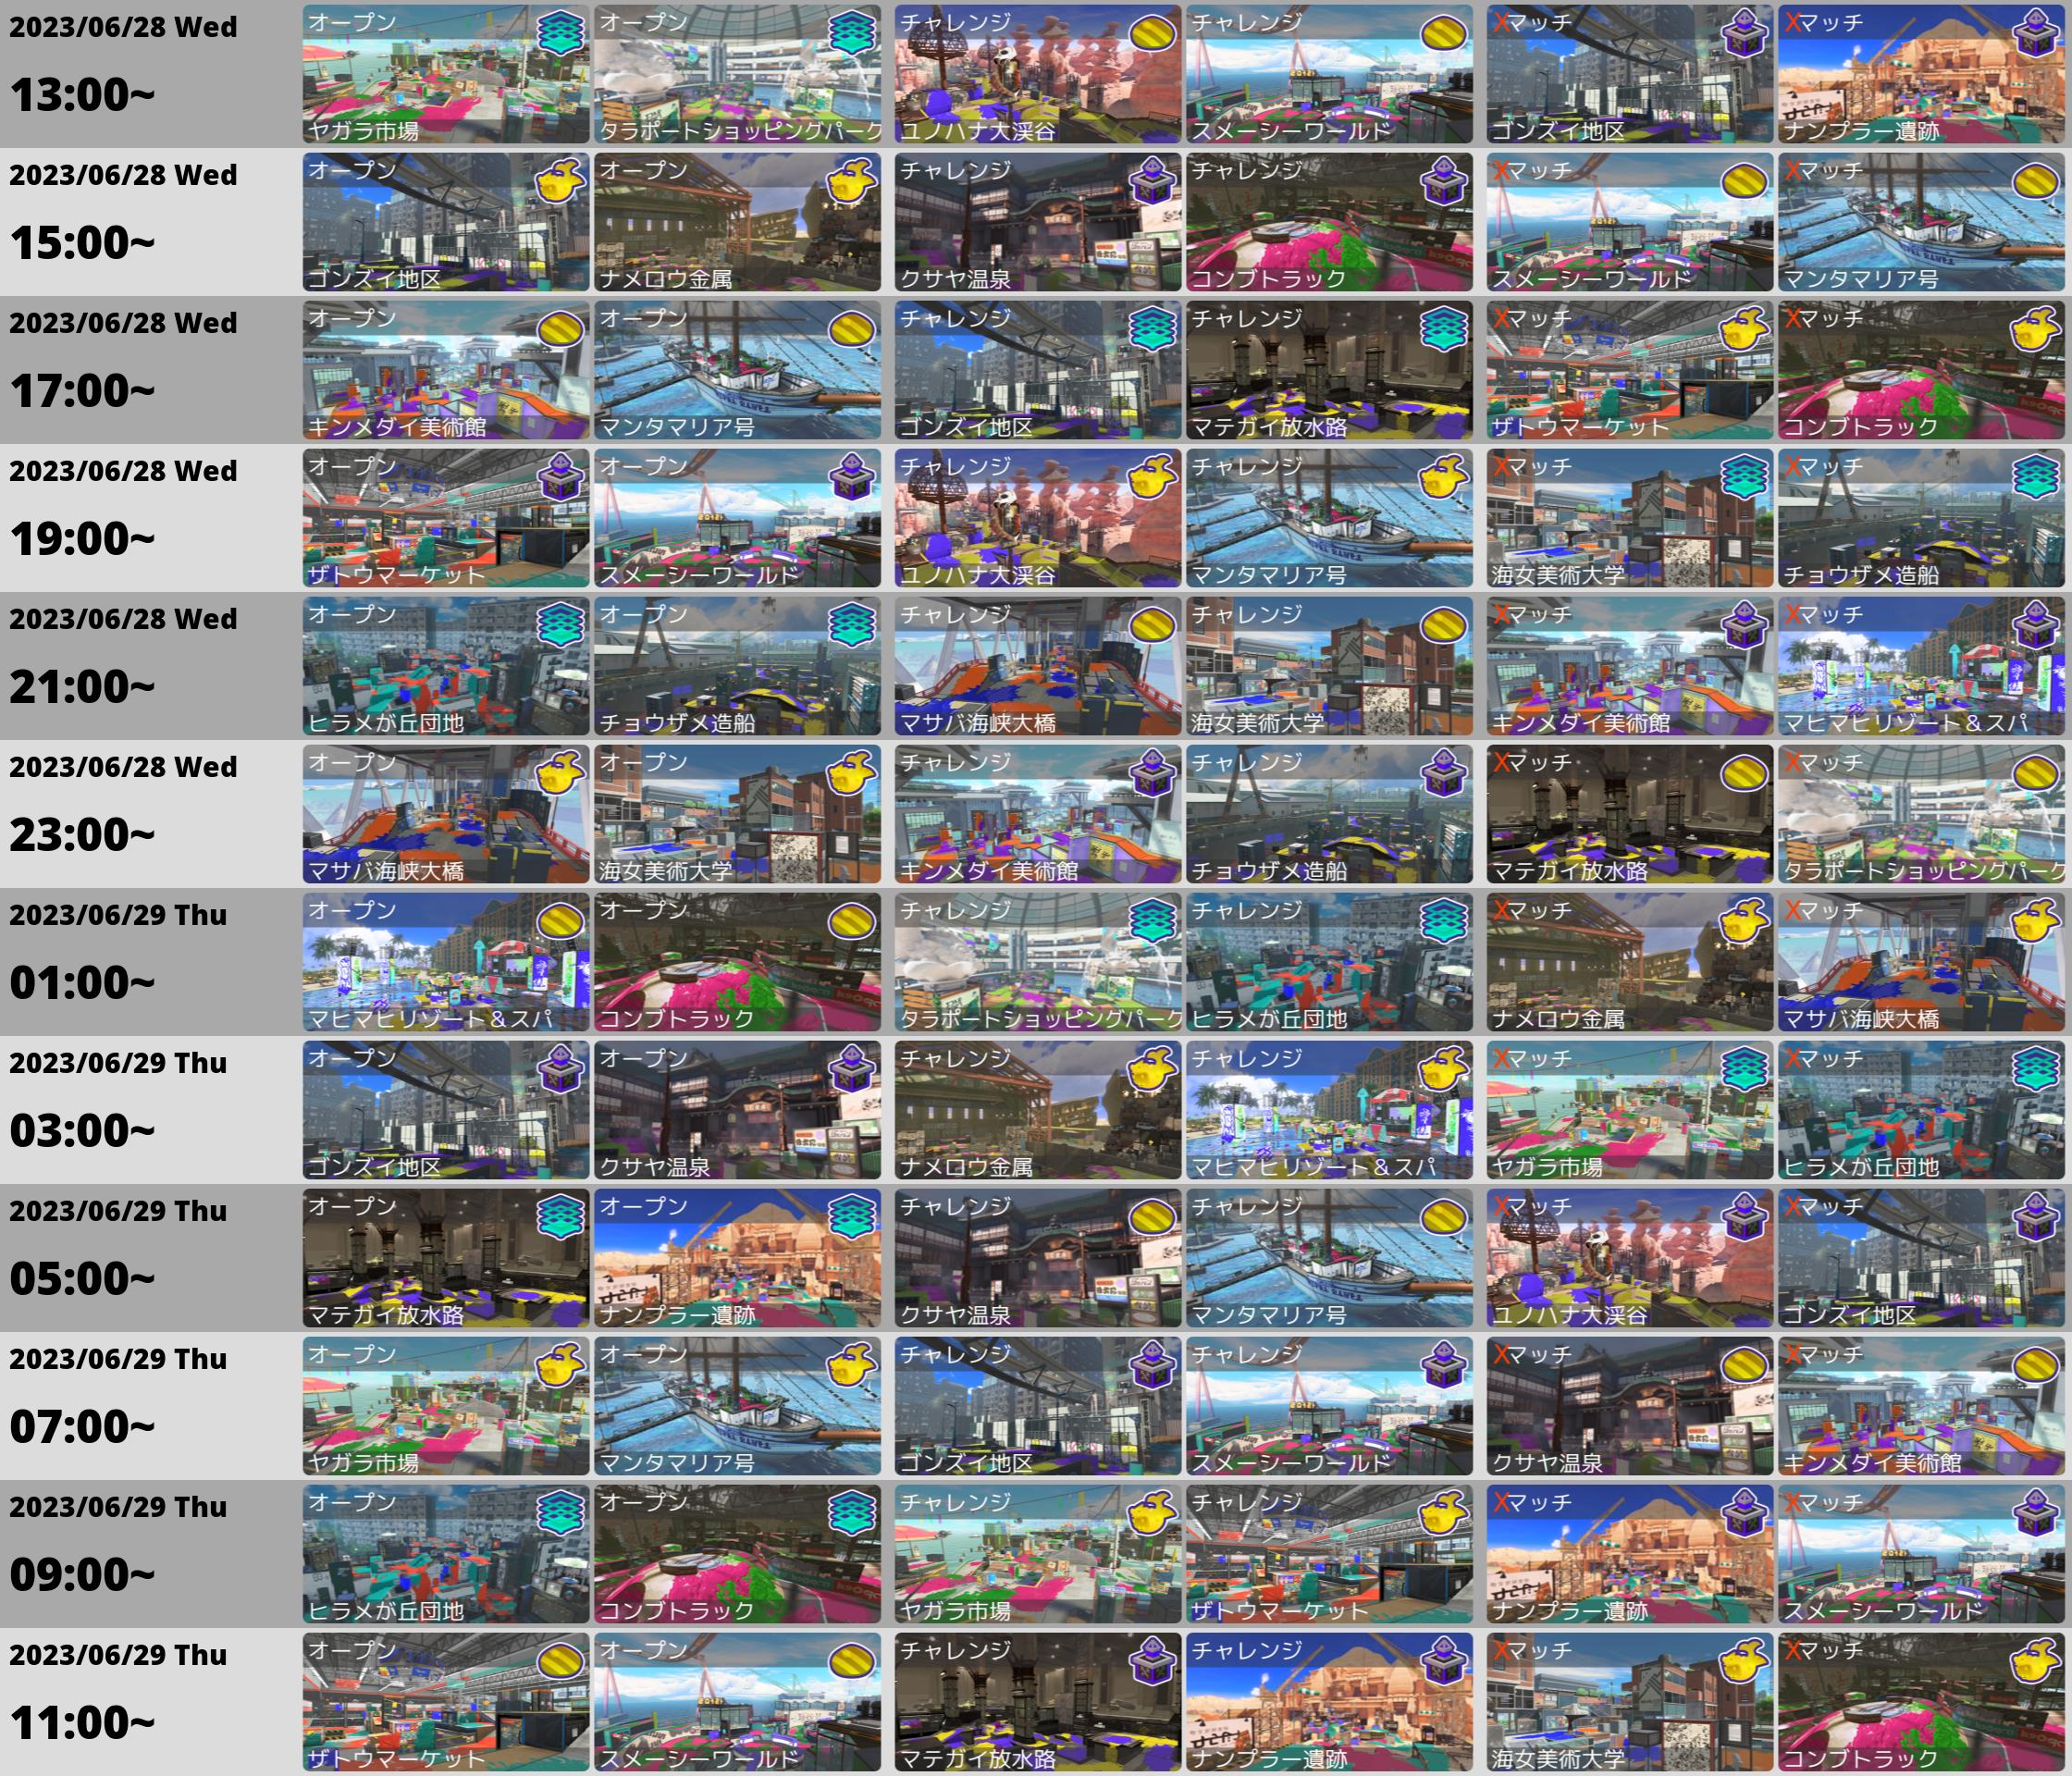 2023/06/28 Wed
13:00~
オープン オープン チャレンジ チャレンジ Xマッチ Xマッチ
ヤガラ市場 タラポートショッピングパーク ユノハナ大渓谷 スメーシーワールド ゴンズイ地区 ナンプラー遺跡
2023/06/28 Wed
15:00~
オープン オープン チャレンジ チャレンジ Xマッチ Xマッチ
ゴンズイ地区 ナメロウ金属 クサヤ温泉 コンブトラック スメーシーワールド マンタマリア号
2023/06/28 Wed
17:00~
オープン オープン チャレンジ チャレンジ Xマッチ Xマッチ
キンメダイ美術館 マンタマリア号 ゴンズイ地区 マテガイ放水路 ザトウマーケット コンブトラック
2023/06/28 Wed
19:00~
オープン オープン チャレンジ チャレンジ Xマッチ Xマッチ
ザトウマーケット スメーシーワールド ユノハナ大渓谷 マンタマリア号 海女美術大学 チョウザメ造船
2023/06/28 Wed
21:00~
オープン オープン チャレンジ チャレンジ Xマッチ Xマッチ
ヒラメが丘団地 チョウザメ造船 マサバ海峡大橋 海女美術大学 キンメダイ美術館 マヒマヒリゾート＆スパ
2023/06/28 Wed
23:00~
オープン オープン チャレンジ チャレンジ Xマッチ Xマッチ
マサバ海峡大橋 海女美術大学 キンメダイ美術館 チョウザメ造船 マテガイ放水路 タラポートショッピングパーク
2023/06/29 Thu
01:00~
オープン オープン チャレンジ チャレンジ Xマッチ Xマッチ
マヒマヒリゾート＆スパ コンブトラック タラポートショッピングパーク ヒラメが丘団地 ナメロウ金属 マサバ海峡大橋
2023/06/29 Thu
03:00~
オープン オープン チャレンジ チャレンジ Xマッチ Xマッチ
ゴンズイ地区 クサヤ温泉 ナメロウ金属 マヒマヒリゾート＆スパ ヤガラ市場 ヒラメが丘団地
2023/06/29 Thu
05:00~
オープン オープン チャレンジ チャレンジ Xマッチ Xマッチ
マテガイ放水路 ナンプラー遺跡 クサヤ温泉 マンタマリア号 ユノハナ大渓谷 ゴンズイ地区
2023/06/29 Thu
07:00~
オープン オープン チャレンジ チャレンジ Xマッチ Xマッチ
ヤガラ市場 マンタマリア号 ゴンズイ地区 スメーシーワールド クサヤ温泉 キンメダイ美術館
2023/06/29 Thu
09:00~
オープン オープン チャレンジ チャレンジ Xマッチ Xマッチ
ヒラメが丘団地 コンブトラック ヤガラ市場 ザトウマーケット ナンプラー遺跡 スメーシーワールド
2023/06/29 Thu
11:00~
オープン オープン チャレンジ チャレンジ Xマッチ Xマッチ
ザトウマーケット スメーシーワールド マテガイ放水路 ナンプラー遺跡 海女美術大学 コンブトラック